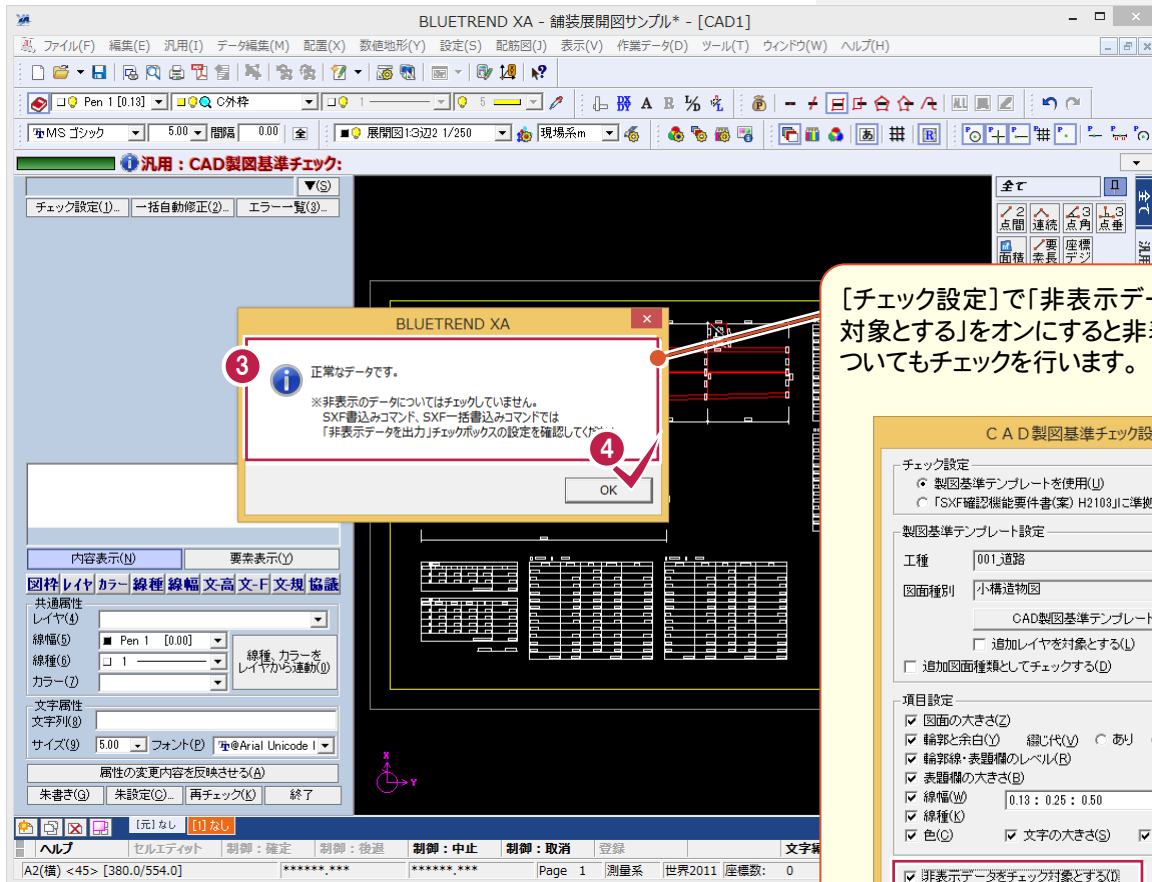 BLUETREND XA - 舗装展開図サンプル* - [CAD1]
ファイル(F) 編集(E) 汎用(I) データ編集(M) 配置(X) 数値地形(Y) 設定(S) 配筋図(J) 表示(V) 作業データ(D) ツール(T) ウィンドウ(W) ヘルプ(H)
Pen 1 [0.13] C外枠 1 5
MS ゴシック 5.00 間隔 0.00 全 展開図1:3辺2 1/250 現場系m あ R
汎用：CAD製図基準チェック:
▼(S)
チェック設定(1)... 一括自動修正(2)... エラー一覧(3)...
全て
2点間 連続 3点角 3点垂
面積 要素長 座標デジ
全て
汎用
[チェック設定]で「非表示デー
対象とする」をオンにすると非
ついてもチェックを行います。
BLUETREND XA
3
正常なデータです。
※非表示のデータについてはチェックしていません。
SXF書込みコマンド、SXF一括書込みコマンドでは
「非表示データを出力」チェックボックスの設定を確認してくだ
4
OK
ＣＡＤ製図基準チェック設
チェック設定
製図基準テンプレートを使用(U)
「SXF確認機能要件書(案) H2103」に準拠
製図基準テンプレート設定
工種 001_道路
図面種別 小構造物図
CAD製図基準テンプレート
追加レイヤを対象とする(L)
追加図面種類としてチェックする(D)
項目設定
図面の大きさ(Z)
輪郭と余白(Y) 綴じ代(V) あり
輪郭線・表題欄のレベル(R)
表題欄の大きさ(B)
線幅(W) 0.13 : 0.25 : 0.50
線種(K)
色(C) 文字の大きさ(S)
非表示データをチェック対象とする(I)
内容表示(N) 要素表示(Y)
図枠 レイヤ カラー 線種 線幅 文-高 文-F 文規 協議
共通属性
レイヤ(4)
線幅(5) Pen 1 [0.00]
線種(6) 1
カラー(7)
線種、カラーを
レイヤから連動(0)
文字属性
文字列(8)
サイズ(9) 5.00 フォント(P) @Arial Unicode
属性の変更内容を反映させる(A)
朱書き(G) 朱設定(C)... 再チェック(K) 終了
X
Y
[元]なし [1]なし
ヘルプ セルエディット 制御：確定 制御：後退 制御：中止 制御：取消 登録
A2(横) <45> [380.0/554.0] ******.*** ******.*** Page 1 測量系 世界2011 座標数: 0